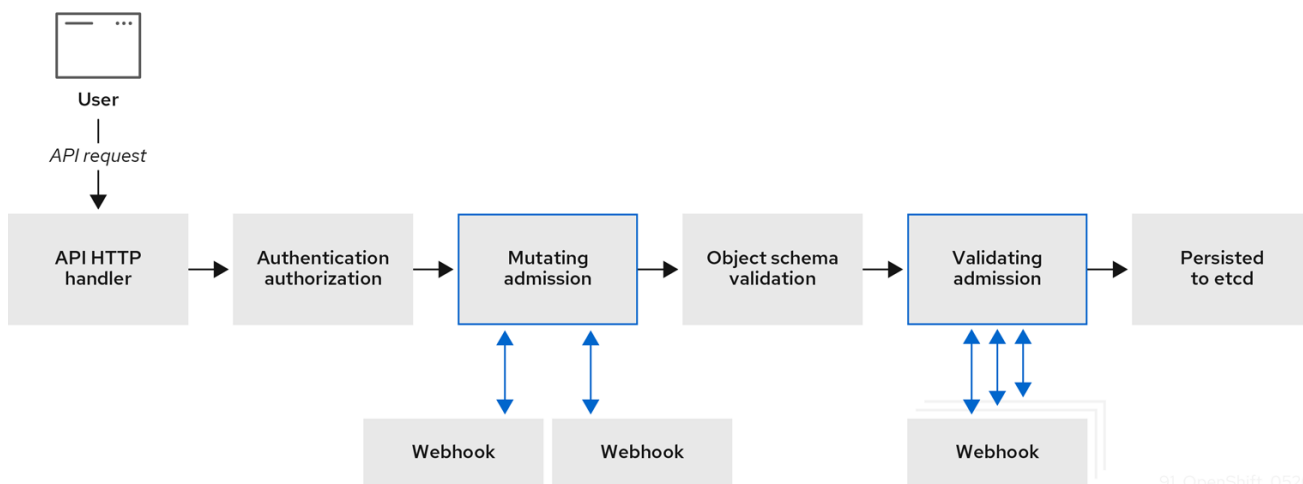 User
API request
API HTTP
handler
Authentication
authorization
Mutating
admission
Object schema
validation
Validating
admission
Persisted
to etcd
Webhook
Webhook
Webhook
91_OpenShift_052